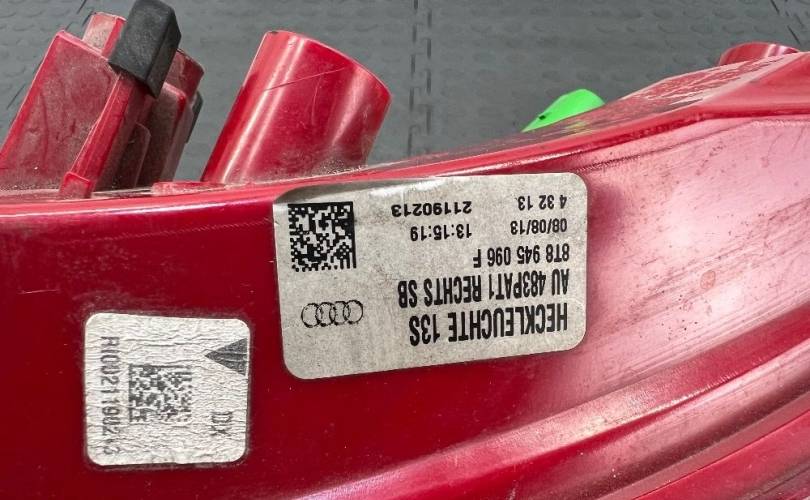 HECKLEUCHTE 13S
AU 483PAT1 RECHTS SB
8T8 945 096 F
08/08/13 13:15:19
4 32 13. 21190213
DX